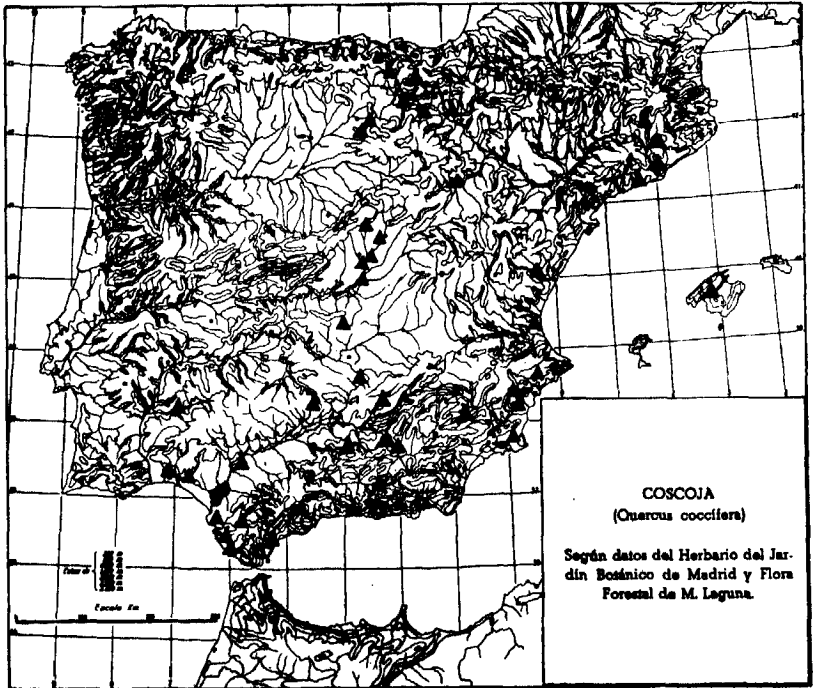 COSCOJA
(Quercus coccifera)
Según datos del Herbario del Jar-
dín Botánico de Madrid y Flora
Forestal de M. Laguna.
Escala Km